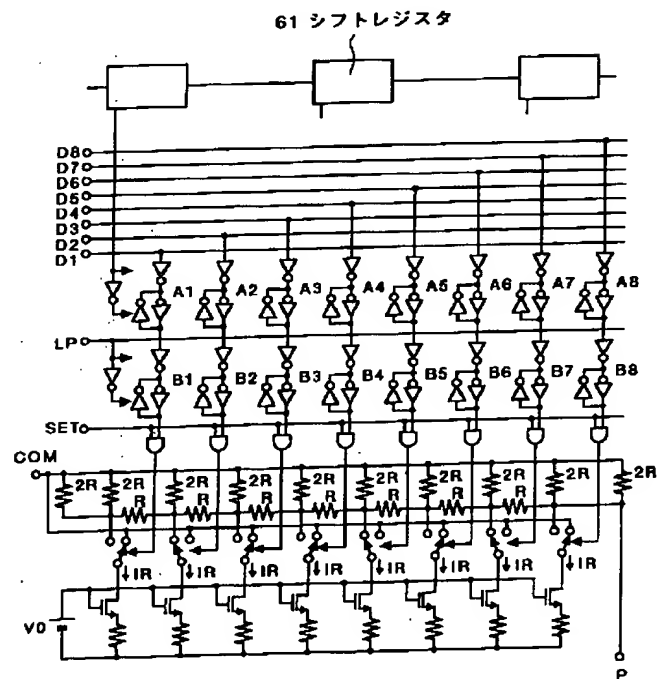 61 シフトレジスタ
D8
D7
D6
D5
D4
D3
D2
D1
A1 A2 A3 A4 A5 A6 A7 A8
LP
B1 B2 B3 B4 B5 B6 B7 B8
SET
COM
2R 2R 2R 2R 2R 2R 2R 2R 2R
R R R R R R R
IR IR IR IR IR IR IR IR
V0
P